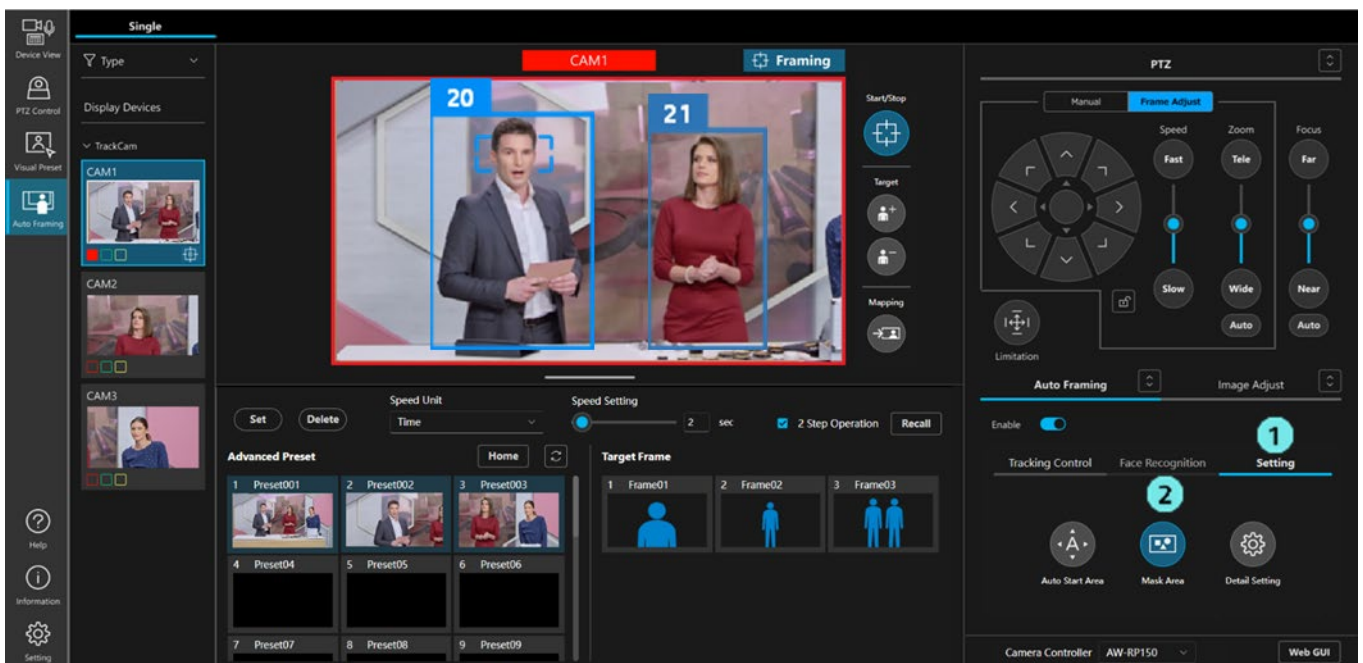 Device View
PTZ Control
Visual Preset
Auto Framing
Help
Information
Setting
Single
Type
Display Devices
TrackCam
CAM1
CAM2
CAM3
CAM1
Framing
20
21
Start/Stop
Target
Mapping
Set
Delete
Speed Unit
Time
Speed Setting
2 sec
2 Step Operation
Recall
Advanced Preset
Home
1 Preset001
2 Preset002
3 Preset003
4 Preset04
5 Preset05
6 Preset06
7 Preset07
8 Preset08
9 Preset09
Target Frame
1 Frame01
2 Frame02
3 Frame03
PTZ
Manual
Frame Adjust
Speed
Zoom
Focus
Fast
Tele
Far
Slow
Wide
Near
Auto
Auto
Limitation
Auto Framing
Image Adjust
Enable
1
Tracking Control
Face Recognition
Setting
2
A
Auto Start Area
Mask Area
Detail Setting
Camera Controller AW-RP150
Web GUI